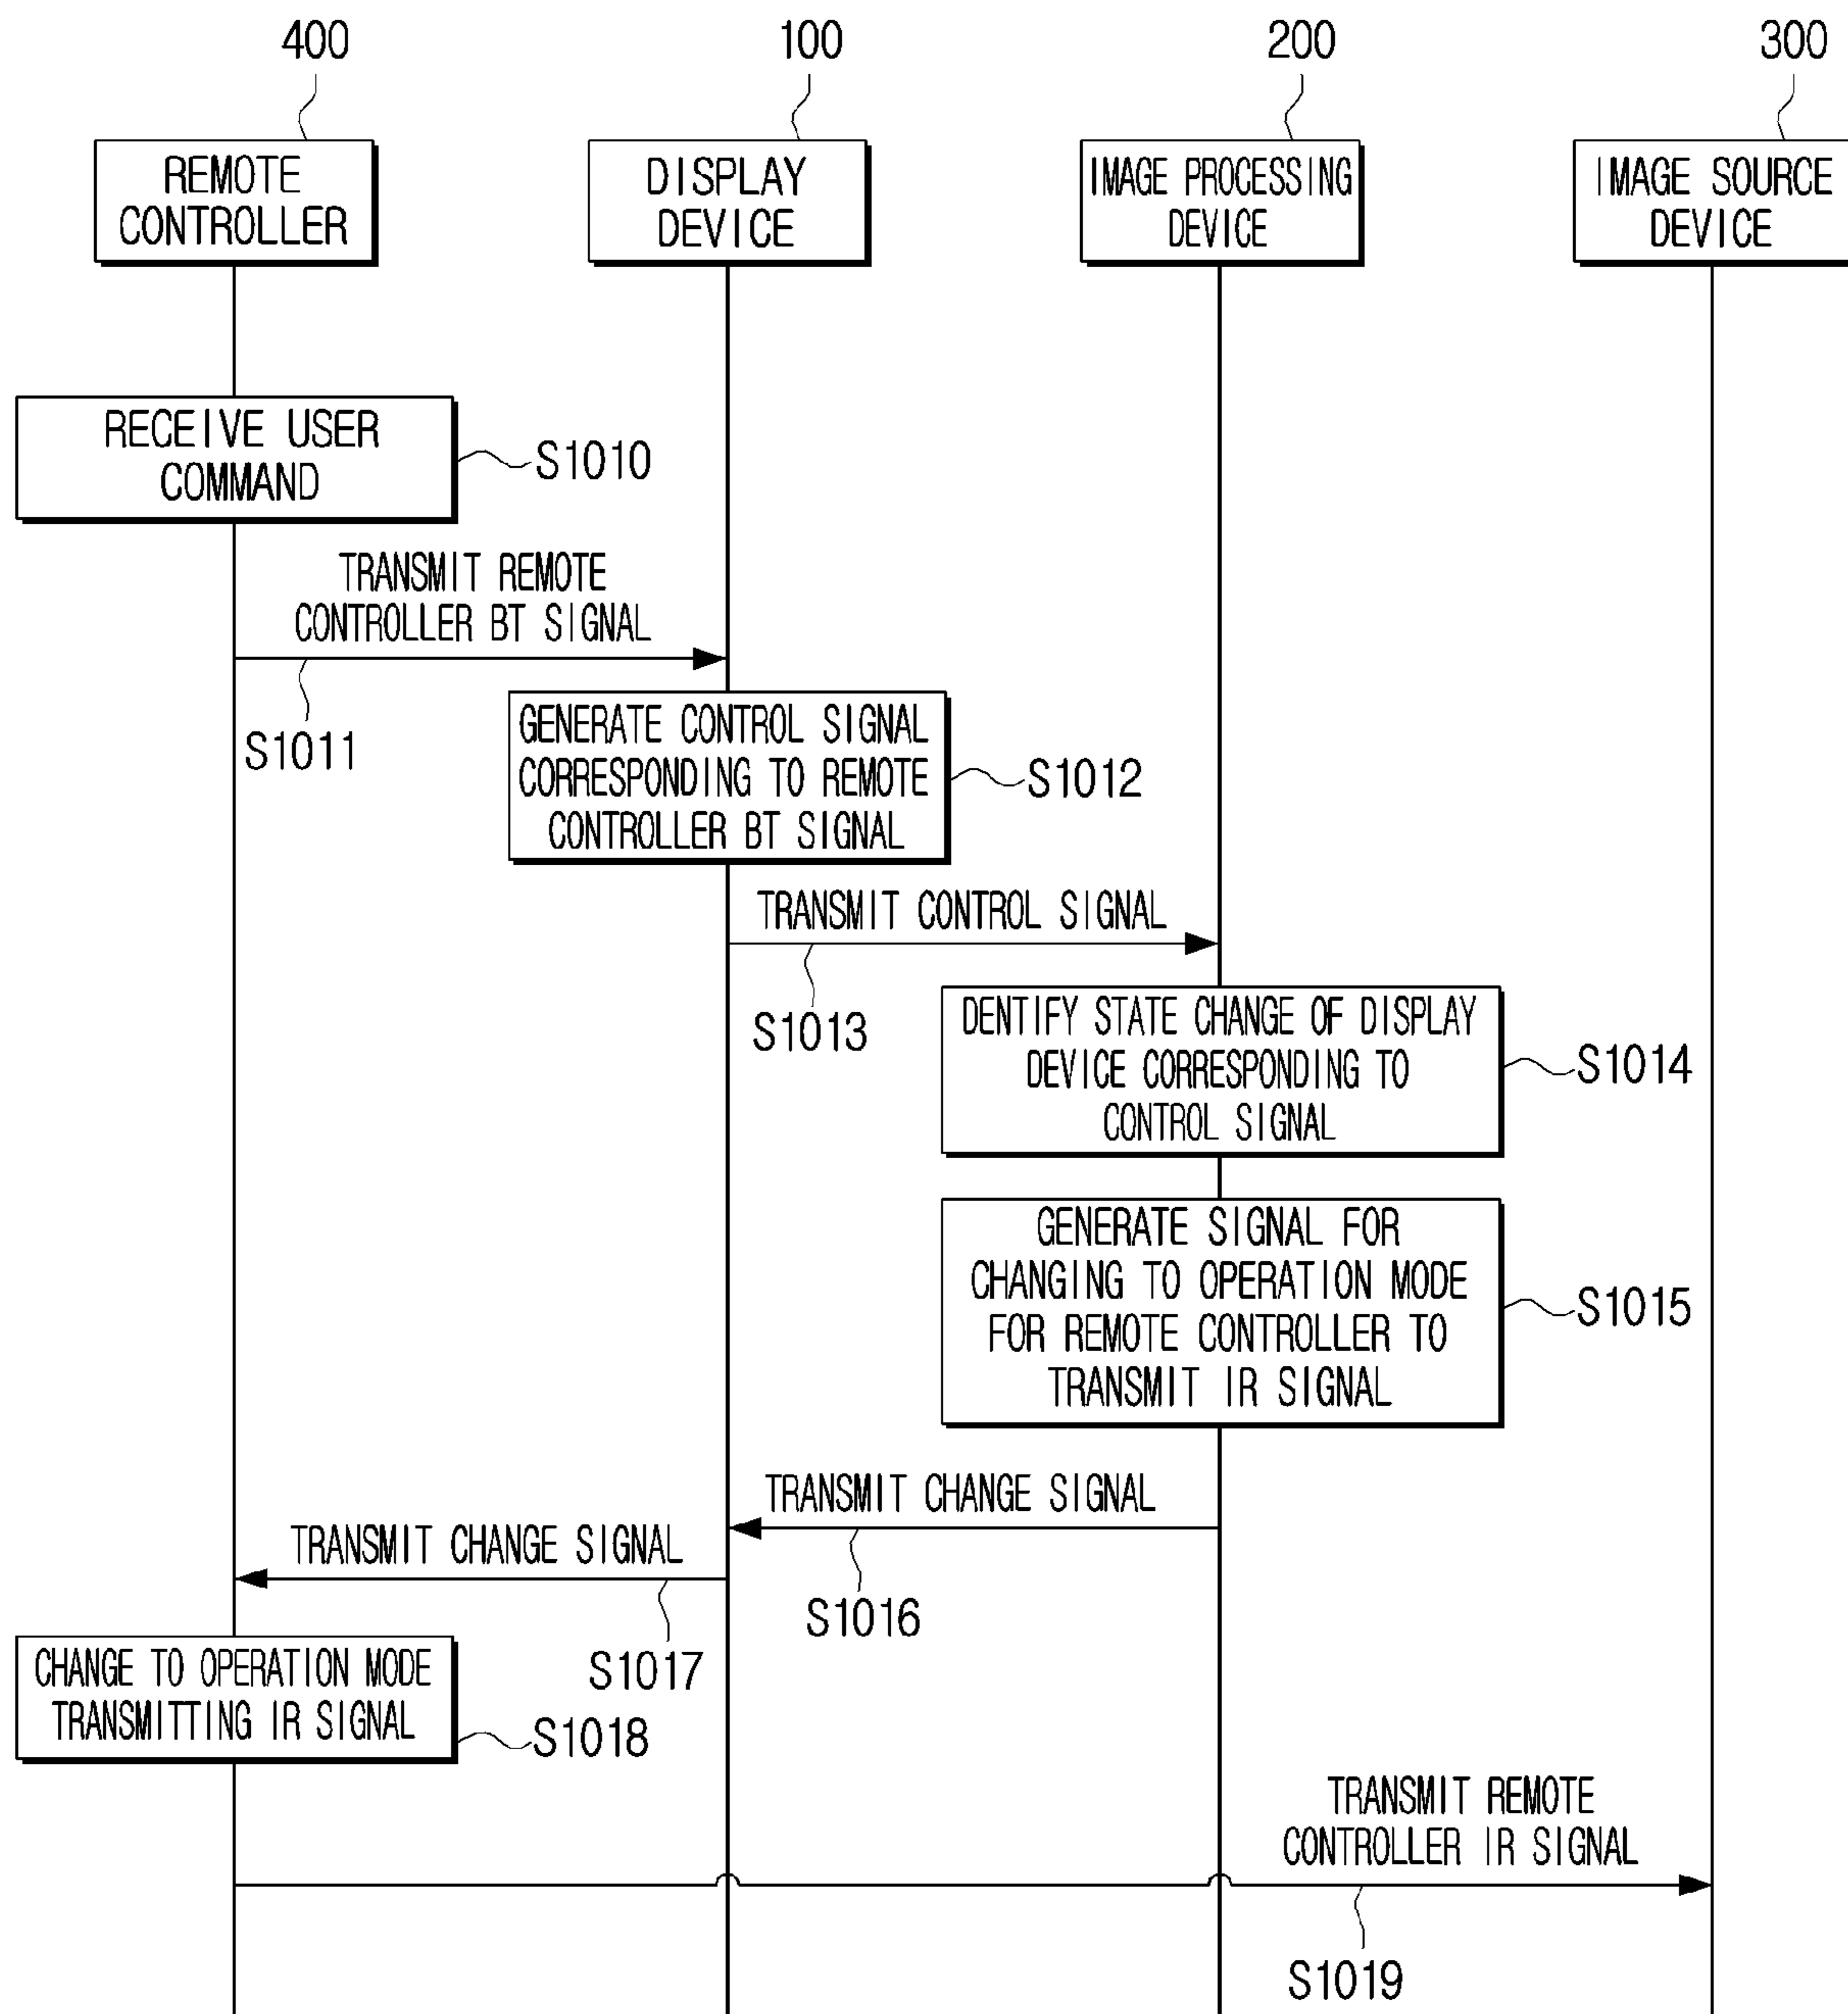 400
100
200
300
REMOTE
CONTROLLER
DISPLAY
DEVICE
IMAGE PROCESSING
DEVICE
IMAGE SOURCE
DEVICE
RECEIVE USER
COMMAND
S1010
TRANSMIT REMOTE
CONTROLLER BT SIGNAL
S1011
GENERATE CONTROL SIGNAL
CORRESPONDING TO REMOTE
CONTROLLER BT SIGNAL
S1012
TRANSMIT CONTROL SIGNAL
S1013
DENTIFY STATE CHANGE OF DISPLAY
DEVICE CORRESPONDING TO
CONTROL SIGNAL
S1014
GENERATE SIGNAL FOR
CHANGING TO OPERATION MODE
FOR REMOTE CONTROLLER TO
TRANSMIT IR SIGNAL
S1015
TRANSMIT CHANGE SIGNAL
S1016
TRANSMIT CHANGE SIGNAL
S1017
CHANGE TO OPERATION MODE
TRANSMITTING IR SIGNAL
S1018
TRANSMIT REMOTE
CONTROLLER IR SIGNAL
S1019